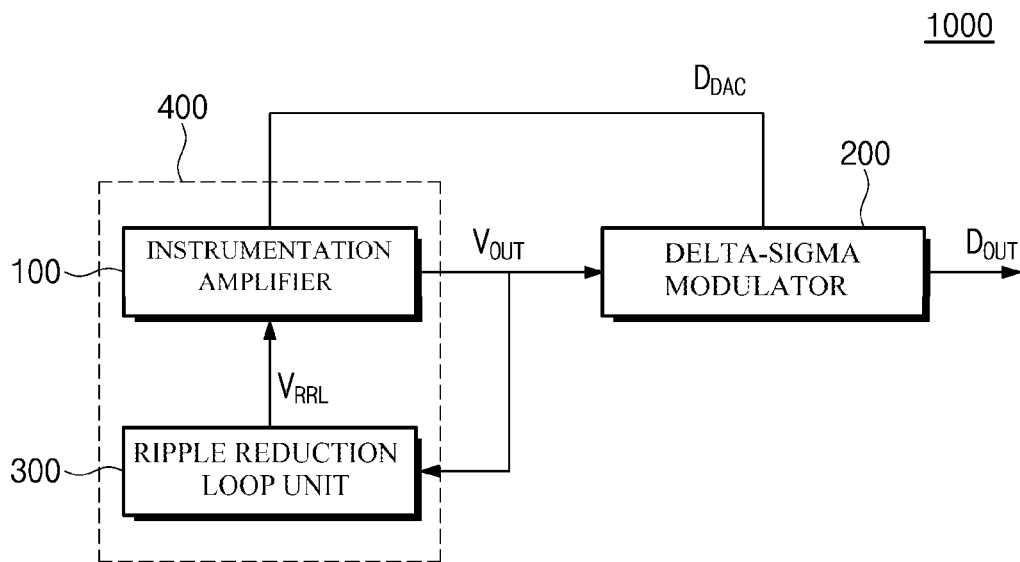 1000
D_DAC
400
200
INSTRUMENTATION
AMPLIFIER
V_OUT
DELTA-SIGMA
MODULATOR
D_OUT
100
V_RRL
RIPPLE REDUCTION
LOOP UNIT
300